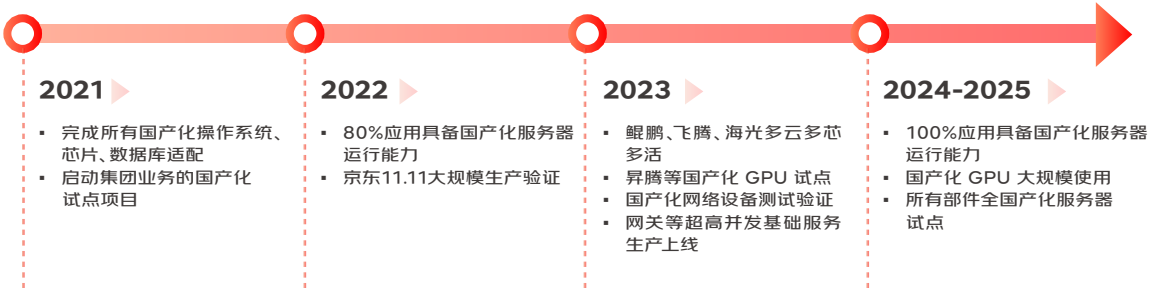 2021
▪ 完成所有国产化操作系统、
芯片、数据库适配
▪ 启动集团业务的国产化
试点项目
2022
▪ 80%应用具备国产化服务器
运行能力
▪ 京东11.11大规模生产验证
2023
▪ 鲲鹏、飞腾、海光多云多芯
多活
▪ 昇腾等国产化 GPU 试点
▪ 国产化网络设备测试验证
▪ 网关等超高并发基础服务
生产上线
2024-2025
▪ 100%应用具备国产化服务器
运行能力
▪ 国产化 GPU 大规模使用
▪ 所有部件全国产化服务器
试点